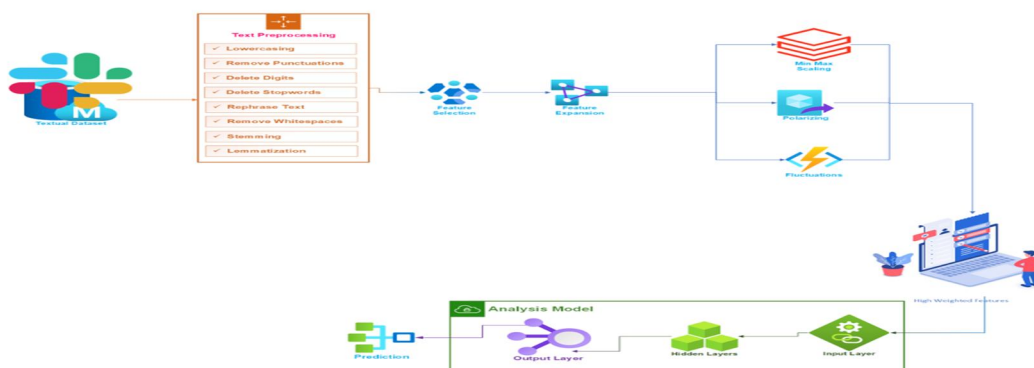 Text Preprocessing
✓ Lowercasing
✓ Remove Punctuations
✓ Delete Digits
✓ Delete Stopwords
✓ Rephrase Text
✓ Remove Whitespaces
✓ Stemming
✓ Lemmatization
M
Textual Dataset
Feature
Selection
Feature
Expansion
Min Max
Scaling
Polarizing
Fluctuations
High Weighted Features
Analysis Model
Input Layer
Hidden Layers
Output Layer
Prediction